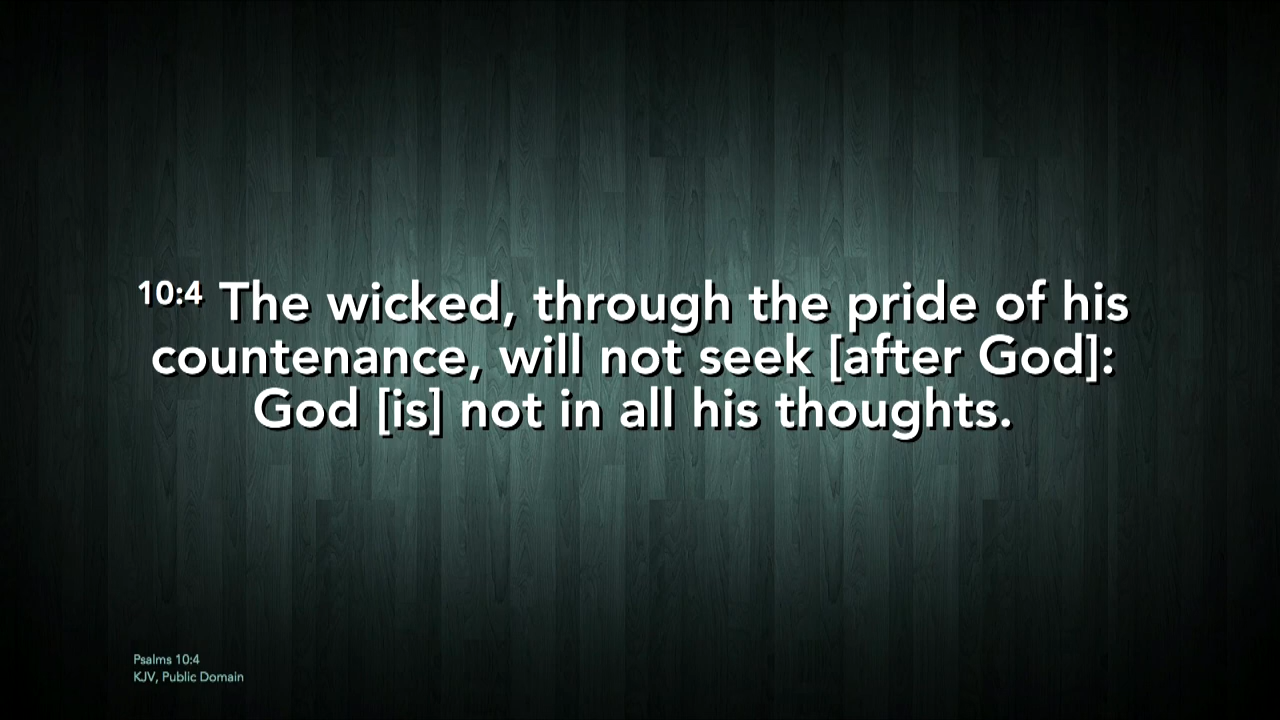 10:4 The wicked, through the pride of his
countenance, will not seek [after God]:
God [is] not in all his thoughts.
Psalms 10:4
KJV, Public Domain